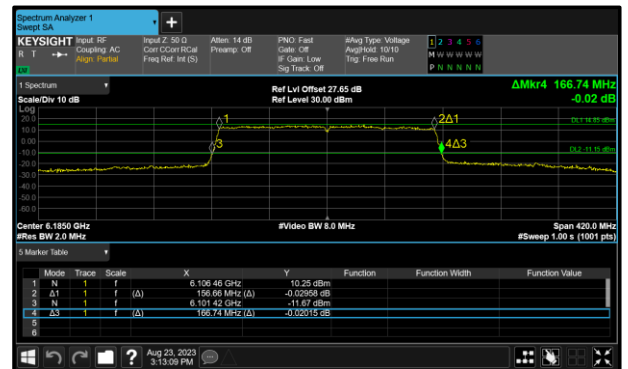 Spectrum Analyzer 1
Swept SA
+
KEYSIGHT Input: RF Input Z: 50 Ω Atten: 14 dB PNO: Fast #Avg Type: Voltage 1 2 3 4 5 6
R T Coupling: AC Corr CCorr RCal Preamp: Off Gate: Off Avg|Hold: 10/10 M W W W W W
Align: Partial Freq Ref: Int (S) IF Gain: Low Trig: Free Run
Sig Track: Off P N N N N N
1 Spectrum Ref Lvl Offset 27.65 dB ΔMkr4 166.74 MHz
Scale/Div 10 dB Ref Level 30.00 dBm -0.02 dB
Log
20.0 1 2Δ1 DL1 14.85 dBm
10.0
0.00 3 4Δ3
-10.0 DL2 -11.15 dBm
-20.0
-30.0
-40.0
-50.0
-60.0
Center 6.1850 GHz #Video BW 8.0 MHz Span 420.0 MHz
#Res BW 2.0 MHz #Sweep 1.00 s (1001 pts)
5 Marker Table
Mode Trace Scale X Y Function Function Width Function Value
1 N 1 f 6.106 46 GHz 10.25 dBm
2 Δ1 1 f (Δ) 156.66 MHz (Δ) -0.02958 dB
3 N 1 f 6.101 42 GHz -11.67 dBm
4 Δ3 1 f (Δ) 166.74 MHz (Δ) -0.02015 dB
5
6
? Aug 23, 2023
3:13:09 PM